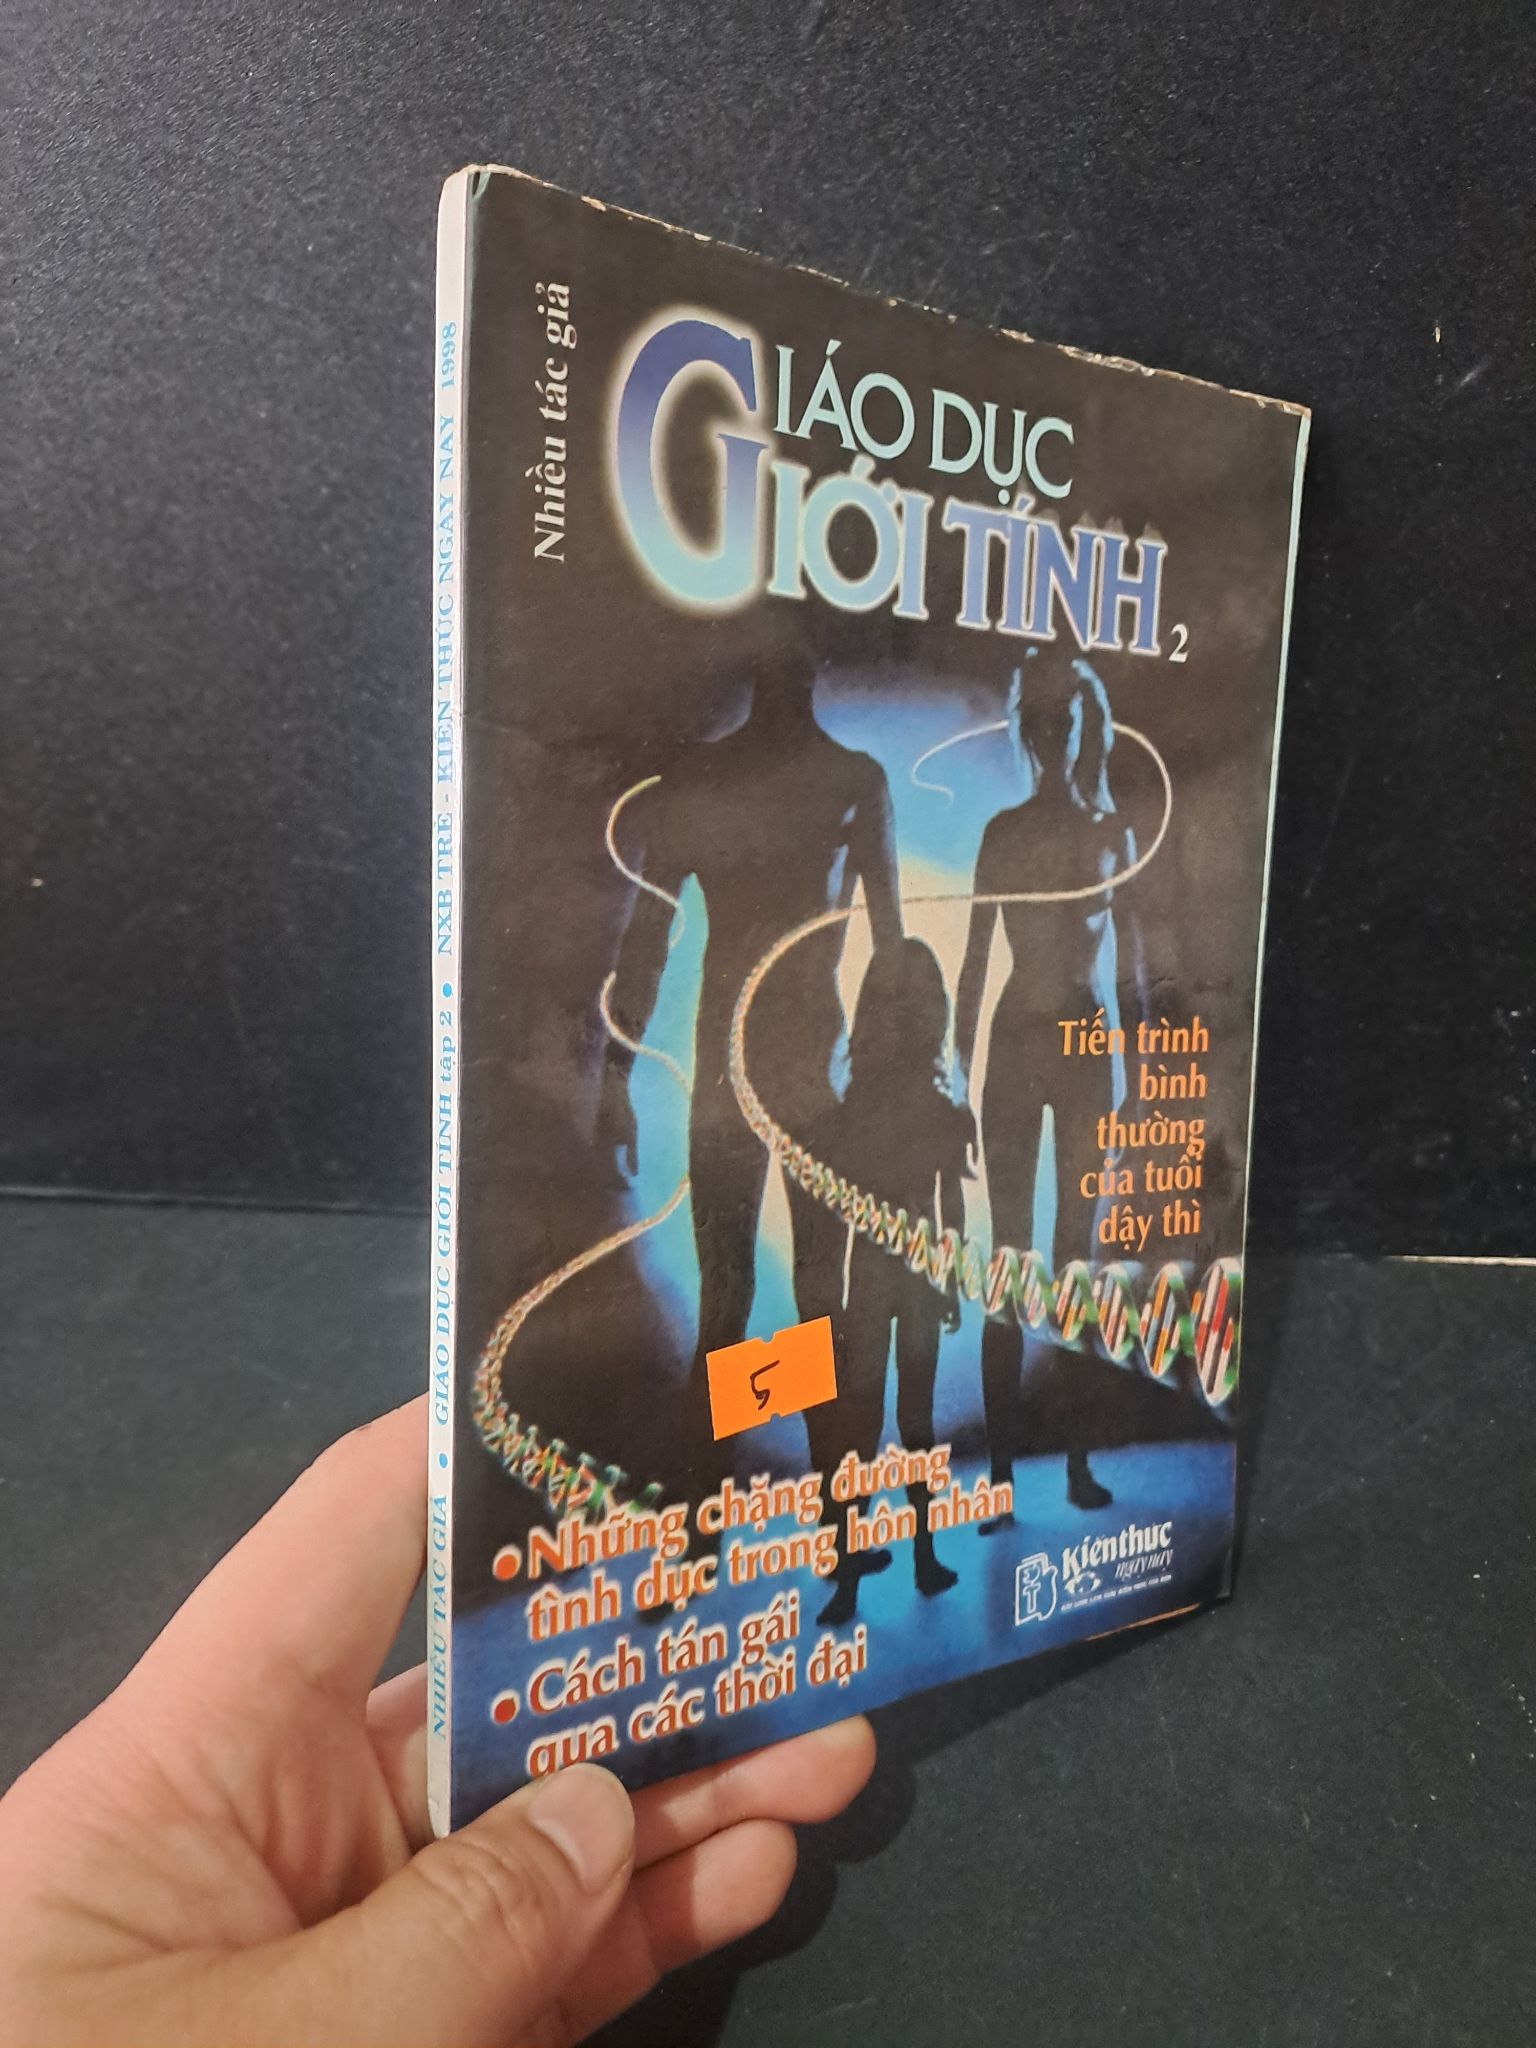 NHIỀU TÁC GIẢ • GIÁO DỤC GIỚI TÍNH tập 2 • NXB TRẺ - KIẾN THỨC NGÀY NAY 1998
Nhiều tác giả
GIÁO DỤC
GIỚI TÍNH 2
Tiến trình
bình
thường
của tuổi
dậy thì
5
• Những chặng đường
tình dục trong hôn nhân
• Cách tán gái
qua các thời đại
Kiếnthức
ngày nay